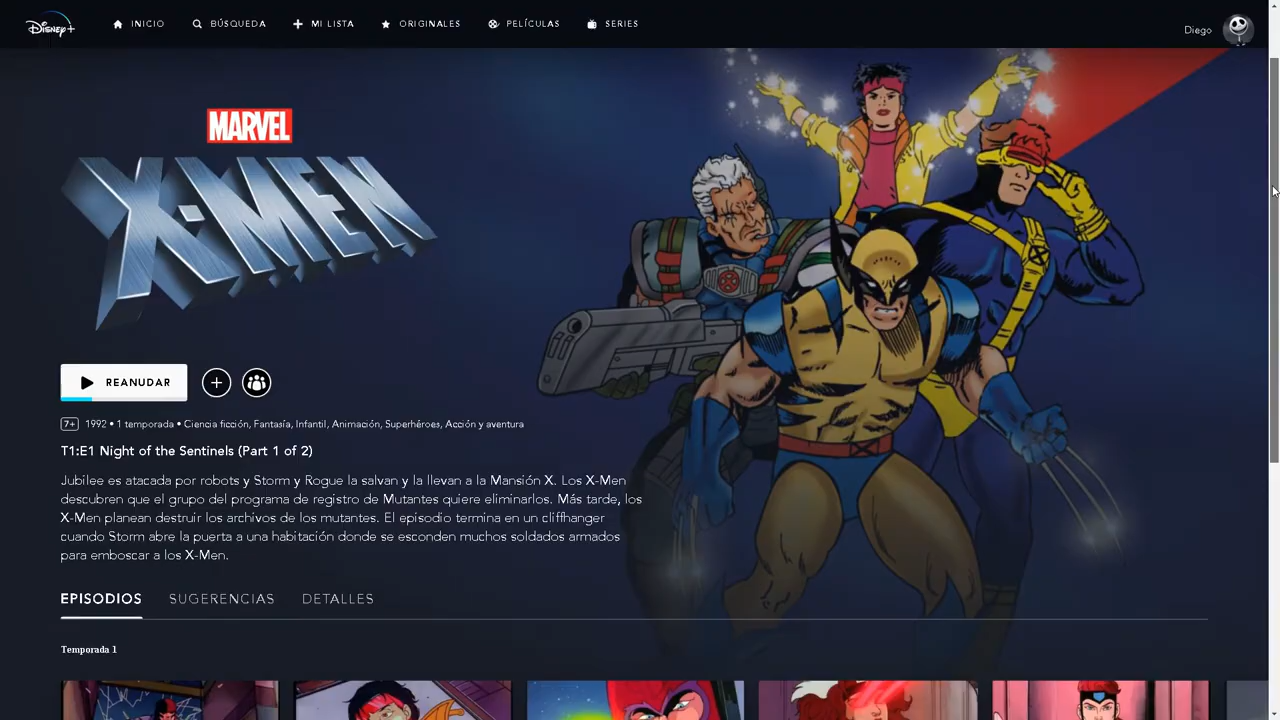 Disney+
INICIO
BÚSQUEDA
MI LISTA
ORIGINALES
PELÍCULAS
SERIES
Diego
MARVEL
X-MEN
REANUDAR
7+ 1992 • 1 temporada • Ciencia ficción, Fantasía, Infantil, Animación, Superhéroes, Acción y aventura
T1:E1 Night of the Sentinels (Part 1 of 2)
Jubilee es atacada por robots y Storm y Rogue la salvan y la llevan a la Mansión X. Los X-Men
descubren que el grupo del programa de registro de Mutantes quiere eliminarlos. Más tarde, los
X-Men planean destruir los archivos de los mutantes. El episodio termina en un cliffhanger
cuando Storm abre la puerta a una habitación donde se esconden muchos soldados armados
para emboscar a los X-Men.
EPISODIOS
SUGERENCIAS
DETALLES
Temporada 1